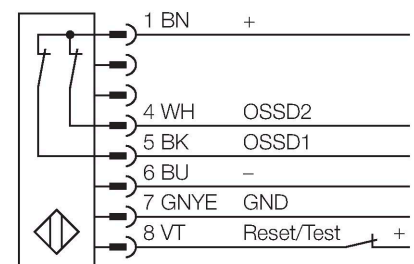 1 BN +
4 WH OSSD2
5 BK OSSD1
6 BU –
7 GNYE GND
8 VT Reset/Test +